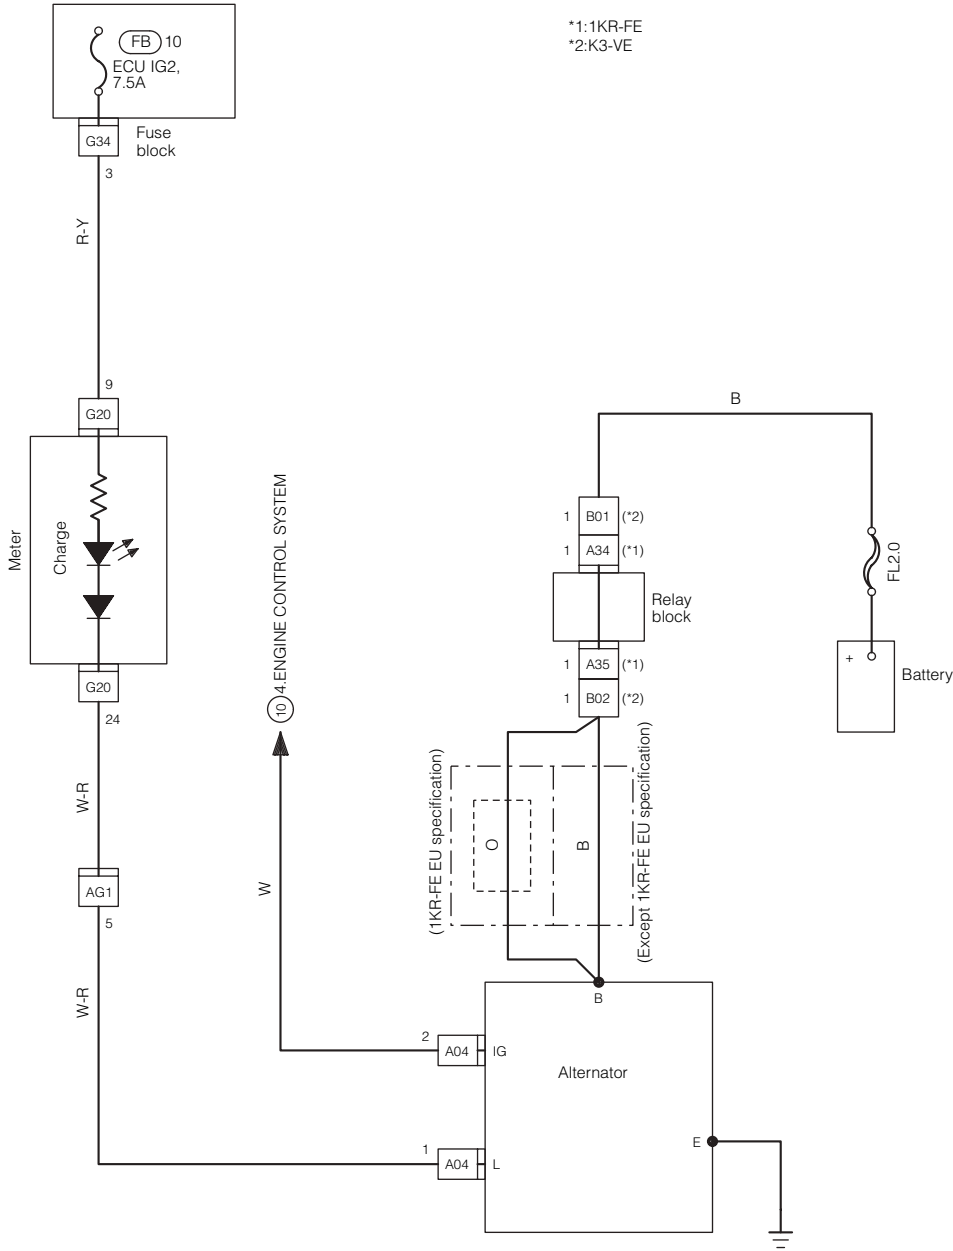 *1:1KR-FE
*2:K3-VE
FB 10
ECU IG2,
7.5A
G34
Fuse
block
3
R-Y
9
G20
Meter
Charge
G20
24
W-R
AG1
5
W-R
10 4.ENGINE CONTROL SYSTEM
W
B
1 B01 (*2)
1 A34 (*1)
Relay
block
1 A35 (*1)
1 B02 (*2)
FL2.0
+
Battery
(1KR-FE EU specification)
O
B
(Except 1KR-FE EU specification)
B
2
A04 IG
Alternator
E
1
A04 L